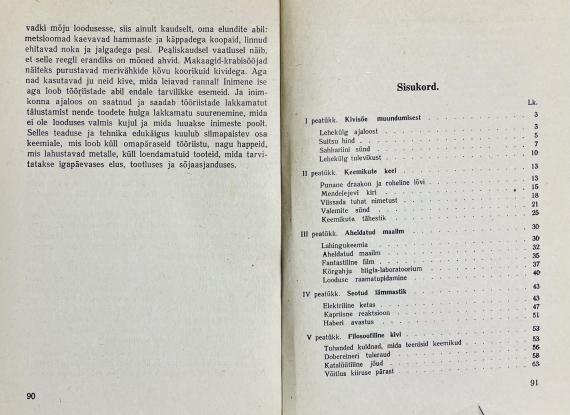 vadki mõju loodusesse, siis ainult kaudselt, oma elundite abil:
metsloomad kaevavad hammaste ja käppadega koopaid, linnud
ehitavad noka ja jalgadega pesi. Pealiskaudsel vaatlusel näib,
et selle reegli erandiks on mõned ahvid. Makaagid-krabisööjad
näiteks purustavad merivähkide kõvu koorikuid kividega. Aga
nad kasutavad ju neid kive, mida leiavad rannal! Inimene ise
aga loob tööriistade abil endale tarvilikke esemeid. Ja inim-
konna ajaloos on saatnud ja saadab tööriistade lakkamatut
täiustamist nende toodete hulga lakkamatu suurenemine, mida
ei ole looduses valmis kujul ja mida luuakse inimeste poolt.
Selles teaduse ja tehnika edukäigus kuulub silmapaistev osa
keemiale, mis loob küll omapäraseid tööriistu, nagu happeid,
mis lahustavad metalle, küll loendamatuid tooteid, mida tarvi-
tatakse igapäevases elus, tootluses ja sõjaasjanduses.
90
Sisukord.
Lk.
I peatükk. Kivisöe muundumisest 3
Lehekülg ajaloost 3
Suitsu hind 5
Sahhariini sünd 7
Lehekülg tulevikust 10
II peatükk. Keemikute keel 13
Punane draakon ja roheline lõvi 13
Mendelejevi kiri 15
Viissada tuhat nimetust 18
Valemite sünd 21
Keemikute tähestik 25
III peatükk. Aheldatud maailm 30
Lahingukeemia 30
Aheldatud maailm 32
Fantastiline film 35
Kõrgahju hiigla-laboratoorium 37
Looduse raamatupidamine 40
IV peatükk. Seotud lämmastik 43
Elektriline ketas 43
Kapriisne reaktsioon 47
Haberi avastus 51
V peatükk. Filosoofiline kivi 53
Tuhanded kuldnad, mida teenisid keemikud 53
Dobereineri tuleraud 56
Katalüütiline jõud 58
Võitlus kiiruse pärast 63
91